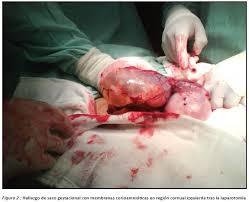 Figura 2: Hallazgo de saco gestacional con membranas corioamnióticas en región cornual izquierda tras la laparotomía